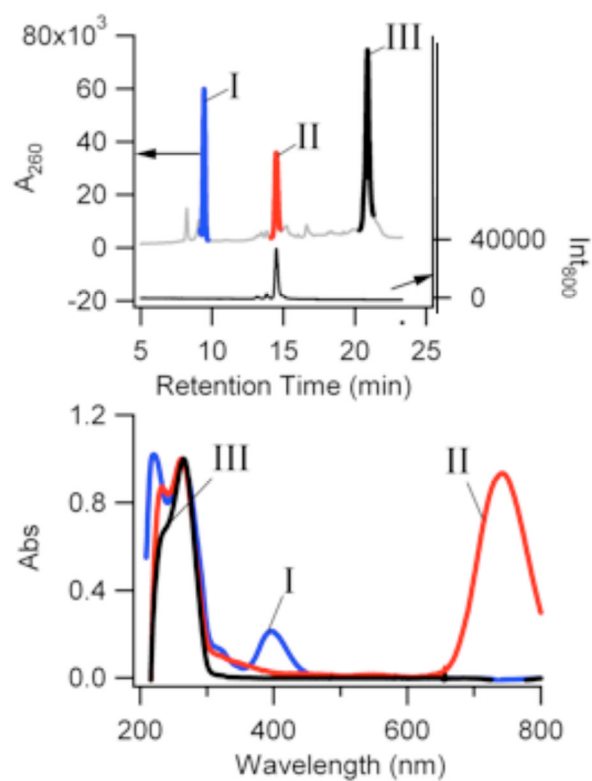 80x10³
60
40
20
0
-20
A₂₆₀
I
II
III
40000
0
Int₈₀₀
5 10 15 20 25
Retention Time (min)
1.2
0.8
0.4
0.0
Abs
III
I
II
200 400 600 800
Wavelength (nm)